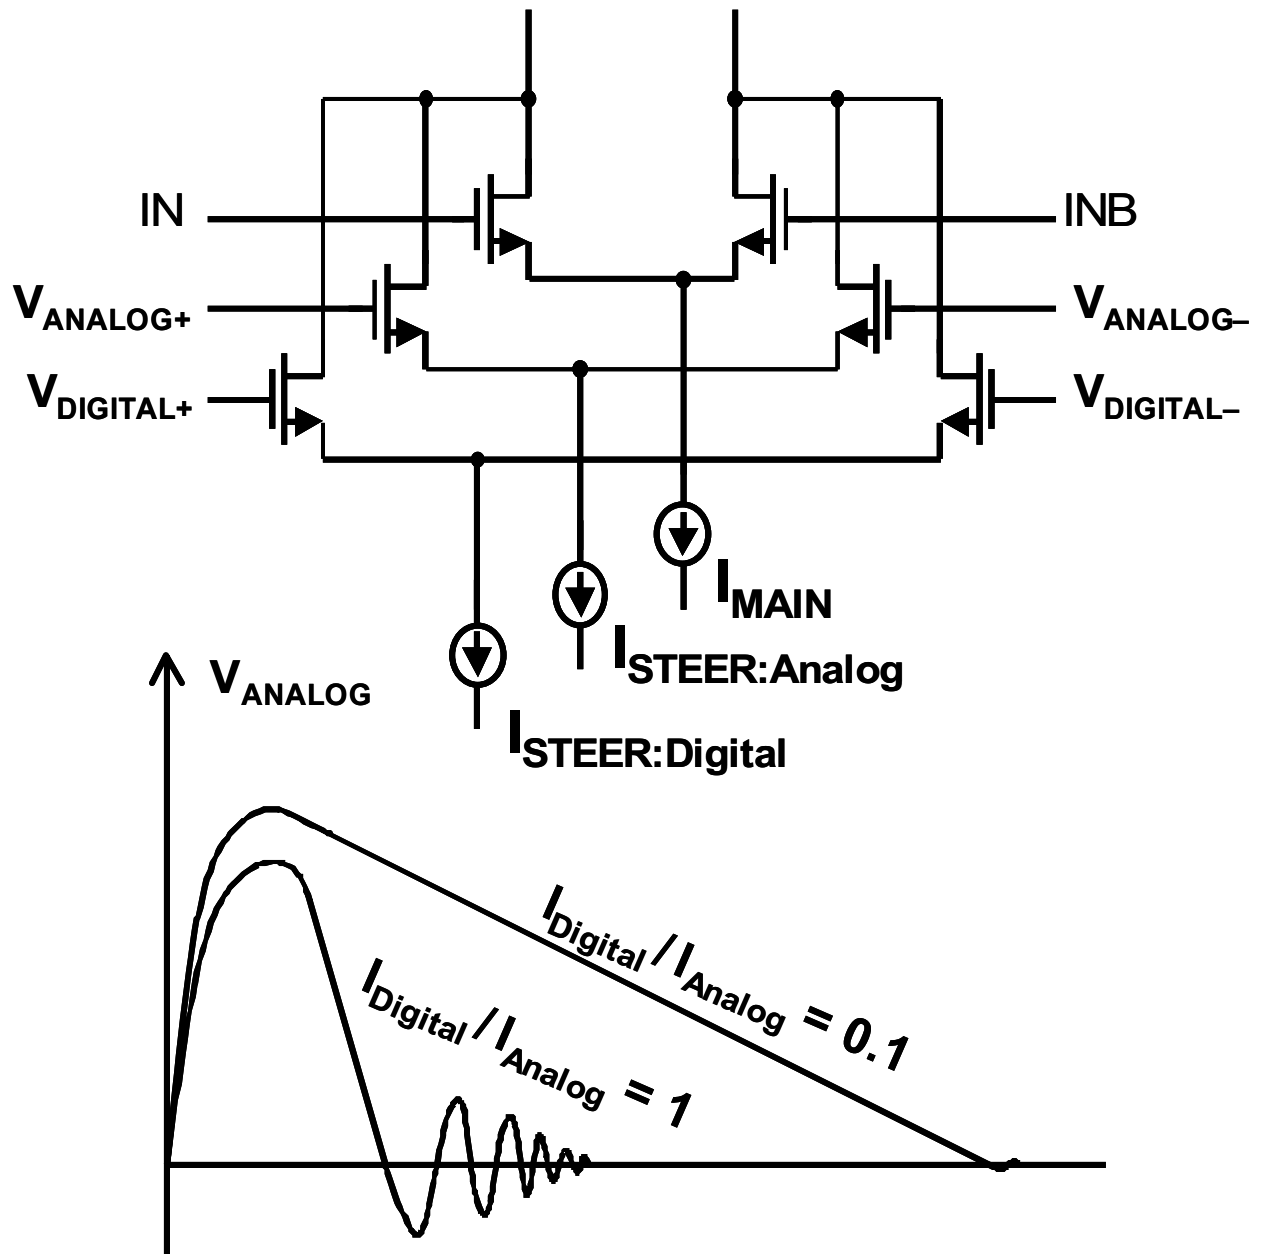 IN INB
VANALOG+ VANALOG–
VDIGITAL+ VDIGITAL–
IMAIN
ISTEER:Analog
VANALOG
ISTEER:Digital
IDigital/IAnalog = 0.1
IDigital/IAnalog = 1